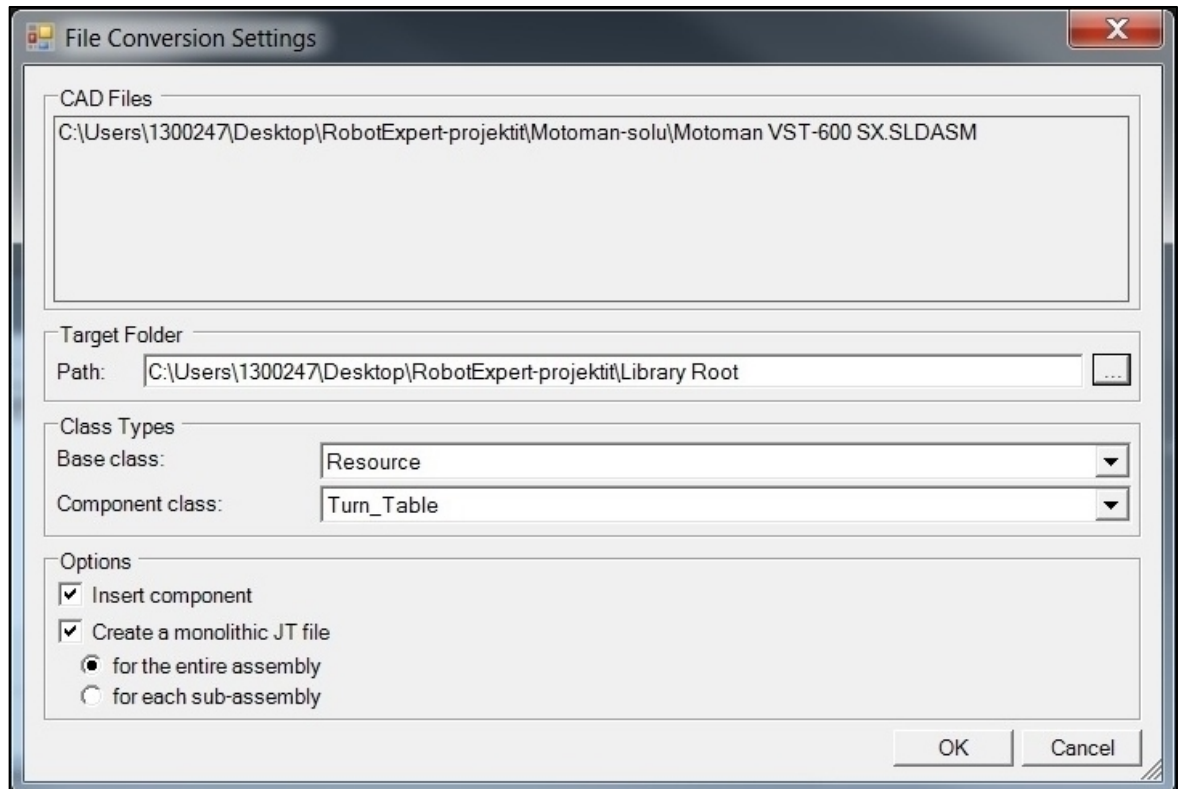 File Conversion Settings
CAD Files
C:\Users\1300247\Desktop\RobotExpert-projektit\Motoman-solu\Motoman VST-600 SX.SLDASM
Target Folder
Path: C:\Users\1300247\Desktop\RobotExpert-projektit\Library Root ...
Class Types
Base class: Resource
Component class: Turn_Table
Options
Insert component
Create a monolithic JT file
for the entire assembly
for each sub-assembly
OK Cancel